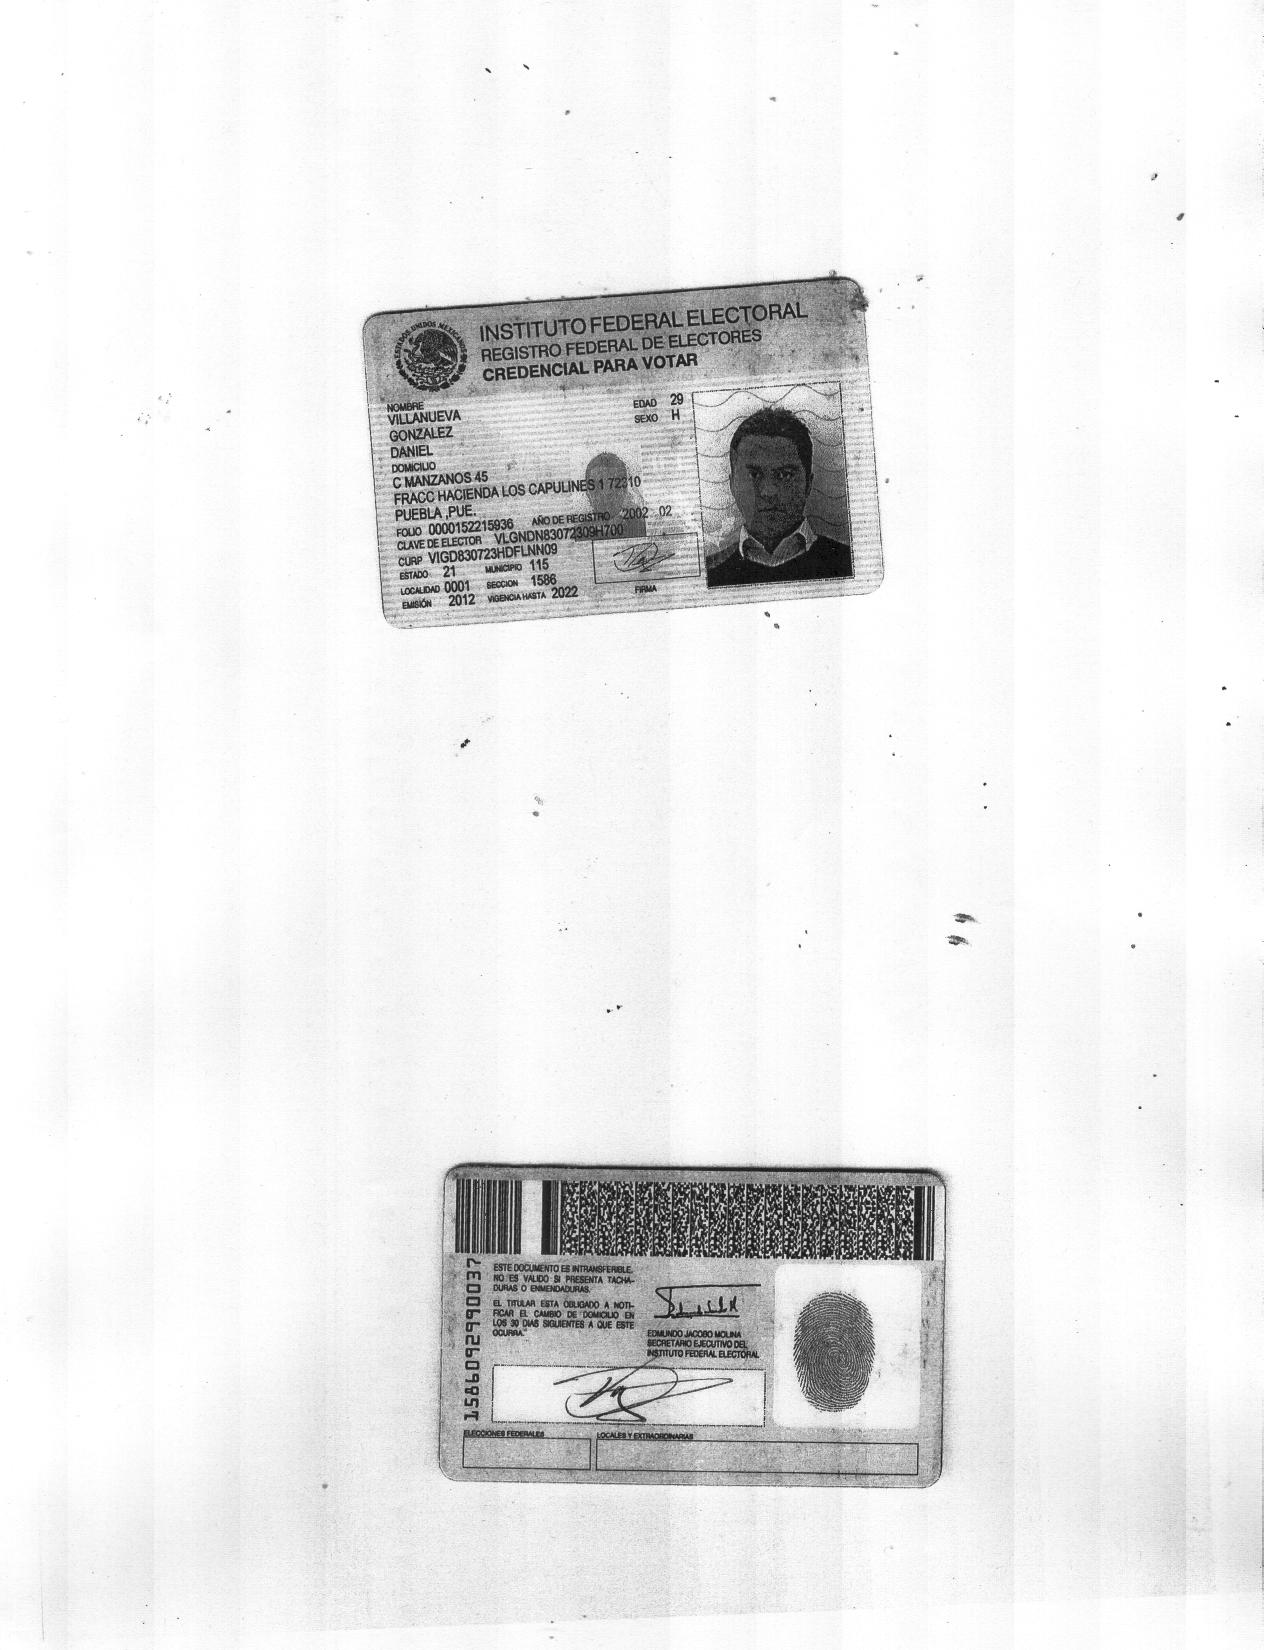 ESTADOS UNIDOS MEXICANOS
INSTITUTO FEDERAL ELECTORAL
REGISTRO FEDERAL DE ELECTORES
CREDENCIAL PARA VOTAR
NOMBRE
VILLANUEVA
GONZALEZ
DANIEL
EDAD 29
SEXO H
DOMICILIO
C MANZANOS 45
FRACC HACIENDA LOS CAPULINES 1 72310
PUEBLA ,PUE.
FOLIO 0000152215936 AÑO DE REGISTRO 2002 02
CLAVE DE ELECTOR VLGNDN83072309H700
CURP VIGD830723HDFLNN09
ESTADO 21 MUNICIPIO 115
LOCALIDAD 0001 SECCION 1586
EMISIÓN 2012 VIGENCIA HASTA 2022
FIRMA
1586092990037
ESTE DOCUMENTO ES INTRANSFERIBLE.
NO ES VALIDO SI PRESENTA TACHA-
DURAS O ENMENDADURAS.
EL TITULAR ESTA OBLIGADO A NOTI-
FICAR EL CAMBIO DE DOMICILIO EN
LOS 30 DIAS SIGUIENTES A QUE ESTE
OCURRA."
EDMUNDO JACOBO MOLINA
SECRETARIO EJECUTIVO DEL
INSTITUTO FEDERAL ELECTORAL
ELECCIONES FEDERALES
LOCALES Y EXTRAORDINARIAS